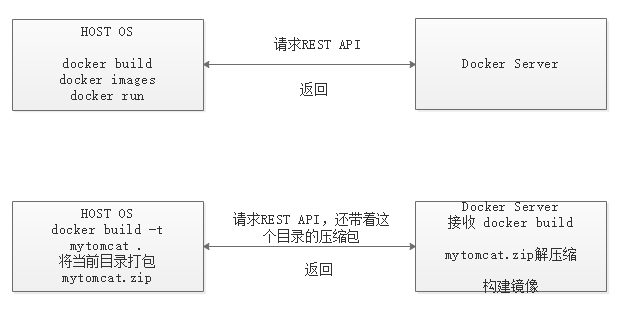 HOST OS
docker build
docker images
docker run
请求REST API
返回
Docker Server
HOST OS
docker build -t
mytomcat .
将当前目录打包
mytomcat.zip
请求REST API，还带着这
个目录的压缩包
返回
Docker Server
接收 docker build
mytomcat.zip解压缩
构建镜像